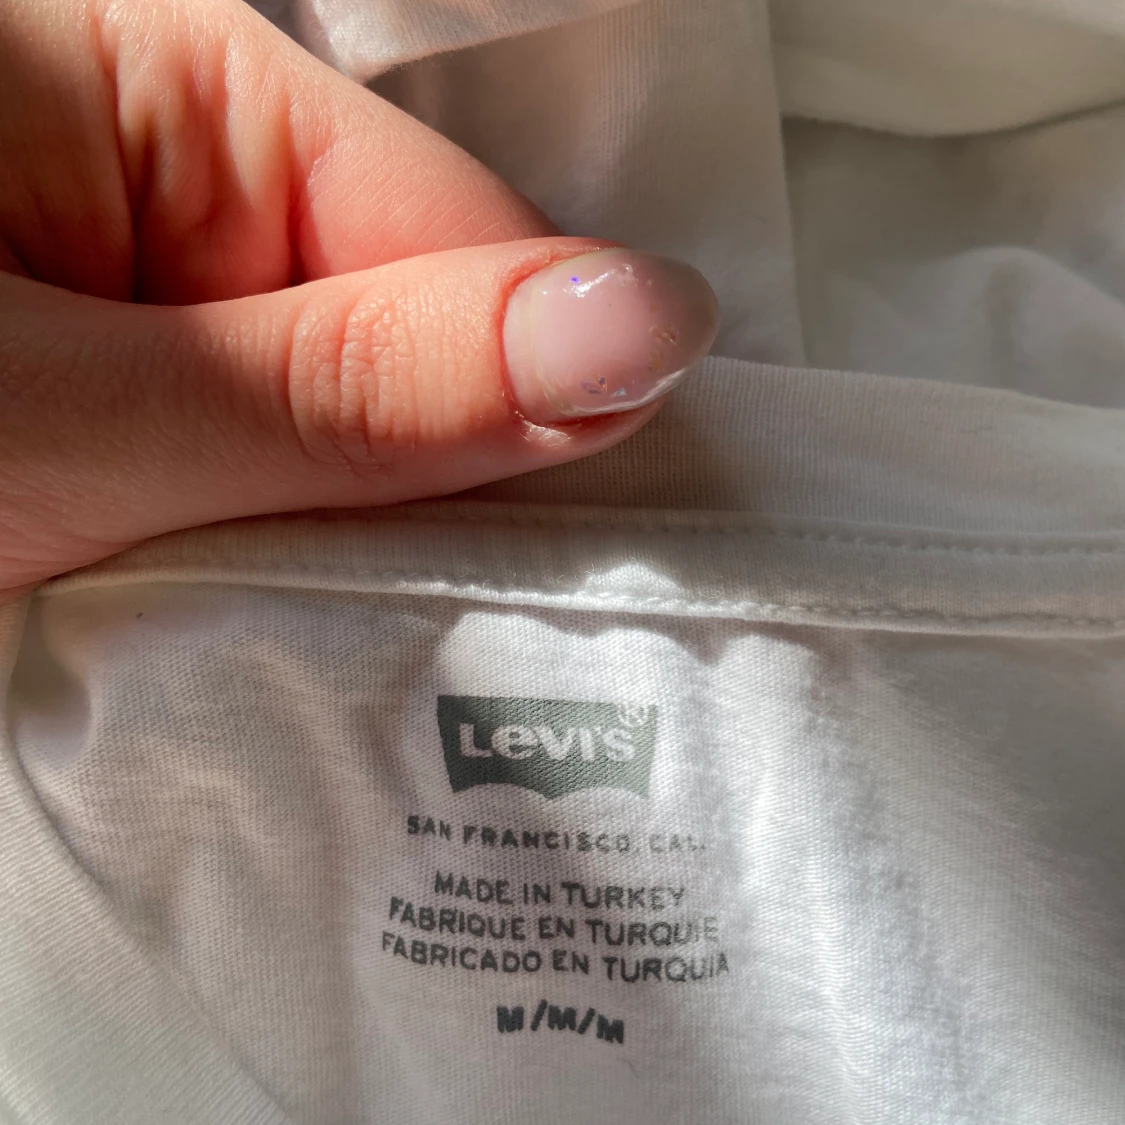 Levi's®
SAN FRANCISCO, CAL.
MADE IN TURKEY
FABRIQUE EN TURQUIE
FABRICADO EN TURQUIA
M/M/M